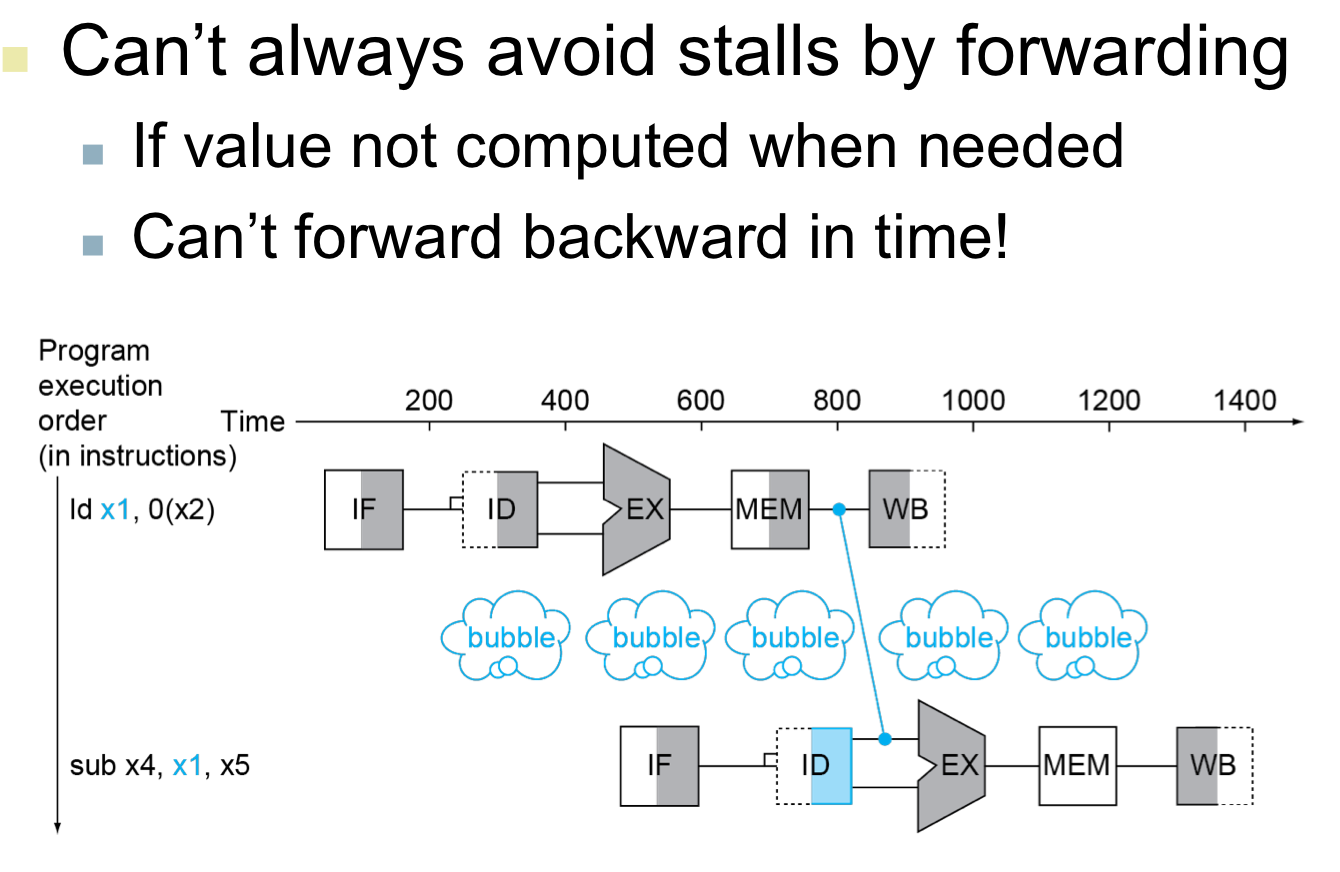 Can’t always avoid stalls by forwarding
If value not computed when needed
Can’t forward backward in time!
Program
execution
order
(in instructions)
Time
200 400 600 800 1000 1200 1400
ld x1, 0(x2)
IF ID EX MEM WB
bubble bubble bubble bubble bubble
sub x4, x1, x5
IF ID EX MEM WB